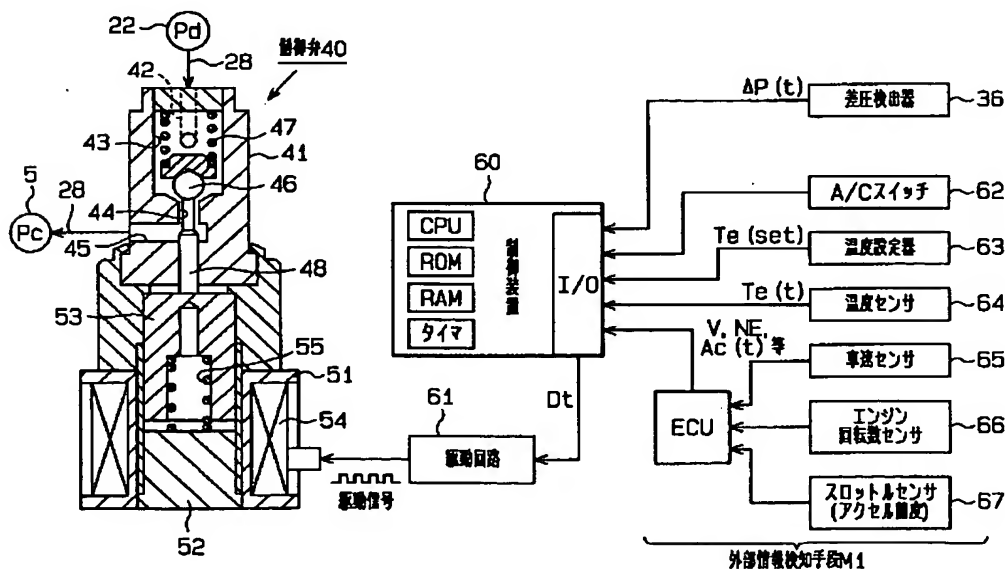 22
Pd
28
制御弁40
42
43
47
41
46
5
Pc
28
44
45
48
53
55
51
54
52
60
CPU
ROM
RAM
タイマ
制御装置
I/O
ΔP(t)
差圧検出器
36
A/Cスイッチ
62
Te(set)
温度設定器
63
Te(t)
温度センサ
64
V, NE,
Ac(t)等
車速センサ
65
ECU
エンジン
回転数センサ
66
スロットルセンサ
(アクセル開度)
67
Dt
61
駆動回路
駆動信号
外部情報検知手段M1